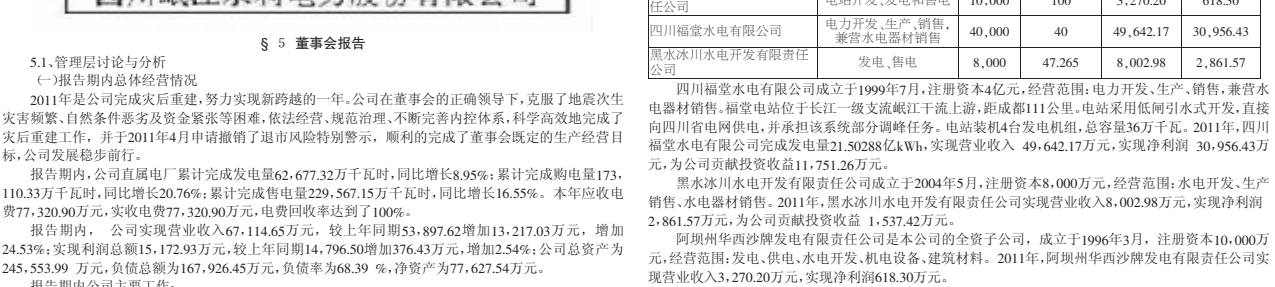 § 5 董事会报告
5.1、管理层讨论与分析
(一)报告期内总体经营情况
2011年是公司完成灾后重建,努力实现新跨越的一年。公司在董事会的正确领导下,克服了地震次生
灾害频繁、自然条件恶劣及资金紧张等困难,依法经营、规范治理、不断完善内控体系,科学高效地完成了
灾后重建工作，并于2011年4月申请撤销了退市风险特别警示，顺利的完成了董事会既定的生产经营目
标,公司发展稳步前行。
报告期内,公司直属电厂累计完成发电量62,677.32万千瓦时,同比增长8.95%;累计完成购电量173,
110.33万千瓦时,同比增长20.76%;累计完成售电量229,567.15万千瓦时,同比增长16.55%。本年应收电
费77,320.90万元,实收电费77,320.90万元,电费回收率达到了100%。
报告期内， 公司实现营业收入67,114.65万元，较上年同期53,897.62增加13,217.03万元，增加
24.53%;实现利润总额15,172.93万元,较上年同期14,796.50增加376.43万元,增加2.54%;公司总资产为
245,553.99 万元,负债总额为167,926.45万元,负债率为68.39 %,净资产为77,627.54万元。
报告期内公司主要工作:
任公司 电站开发、发电和售电 10,000 100 3,270.20 618.30
四川福堂水电有限公司 电力开发、生产、销售,兼营水电器材销售 40,000 40 49,642.17 30,956.43
黑水冰川水电开发有限责任公司 发电、售电 8,000 47.265 8,002.98 2,861.57
四川福堂水电有限公司成立于1999年7月,注册资本4亿元,经营范围:电力开发、生产、销售,兼营水
电器材销售。福堂电站位于长江一级支流岷江干流上游,距成都111公里。电站采用低闸引水式开发,直接
向四川省电网供电,并承担该系统部分调峰任务。电站装机4台发电机组,总容量36万千瓦。2011年,四川
福堂水电有限公司完成发电量21.50288亿kWh,实现营业收入 49,642.17万元,实现净利润 30,956.43万
元,为公司贡献投资收益11,751.26万元。
黑水冰川水电开发有限责任公司成立于2004年5月,注册资本8,000万元,经营范围:水电开发、生产
销售、水电器材销售。2011年,黑水冰川水电开发有限责任公司实现营业收入8,002.98万元,实现净利润
2,861.57万元,为公司贡献投资收益 1,537.42万元。
阿坝州华西沙牌发电有限责任公司是本公司的全资子公司，成立于1996年3月，注册资本10,000万
元,经营范围:发电、供电、水电开发、机电设备、建筑材料。2011年,阿坝州华西沙牌发电有限责任公司实
现营业收入3,270.20万元,实现净利润618.30万元。